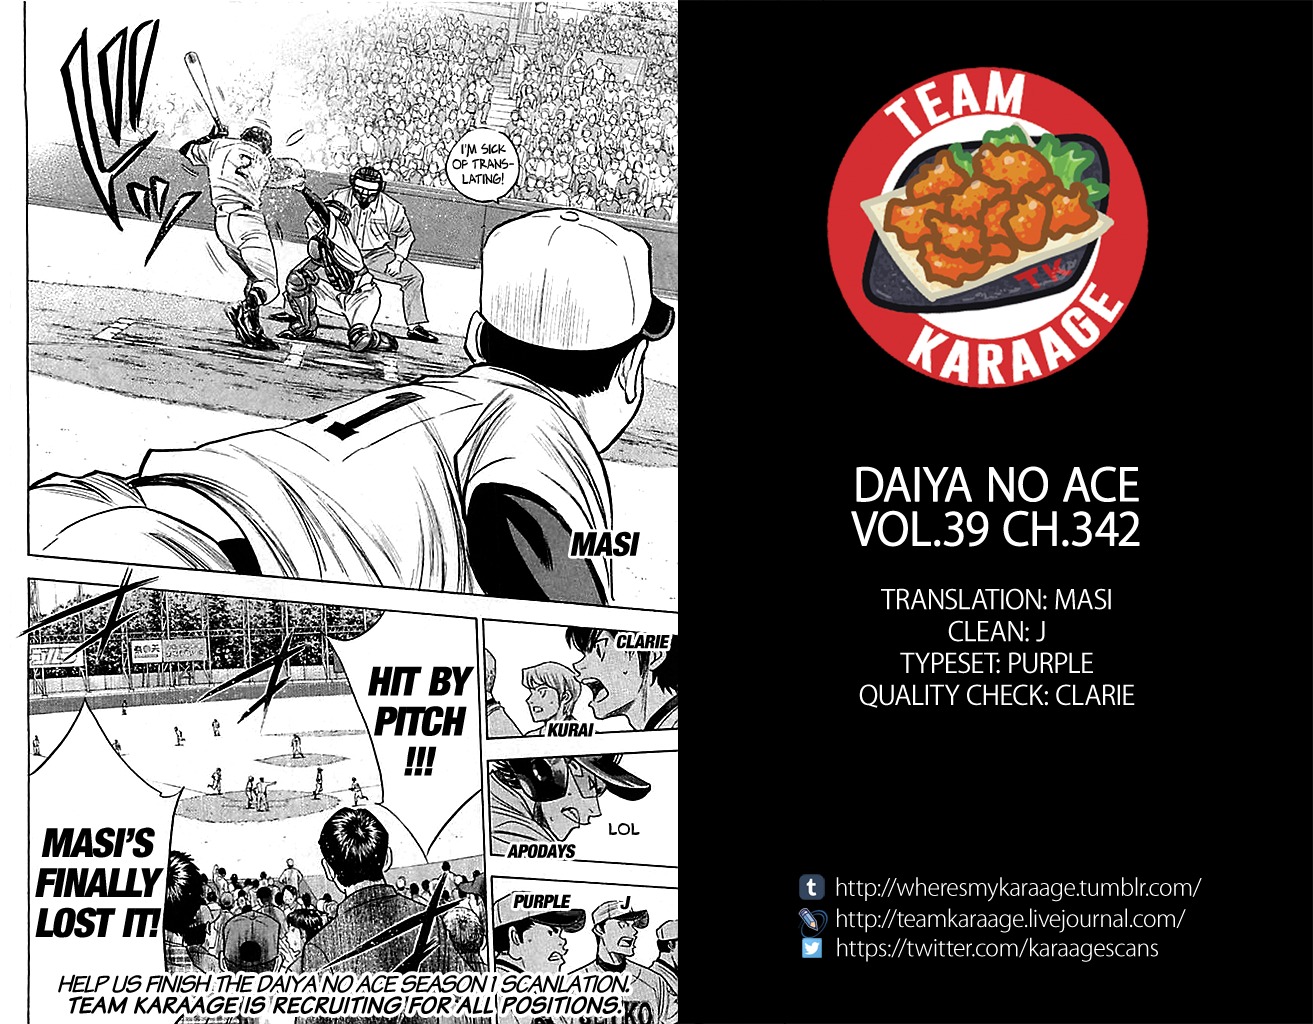 I'M SICK
OF TRANS-
LATING!
2
1
MASI
HIT BY
PITCH
!!!
CLARIE
KURAI
APODAYS
LOL
MASI'S
FINALLY
LOST IT!
PURPLE
J
HELP US FINISH THE DAIYA NO ACE SEASON 1 SCANLATION.
TEAM KARAAGE IS RECRUITING FOR ALL POSITIONS.
TEAM
KARAAGE
TK
DAIYA NO ACE
VOL.39 CH.342
TRANSLATION: MASI
CLEAN: J
TYPESET: PURPLE
QUALITY CHECK: CLARIE
t http://wheresmykaraage.tumblr.com/
http://teamkaraage.livejournal.com/
https://twitter.com/karaagescans